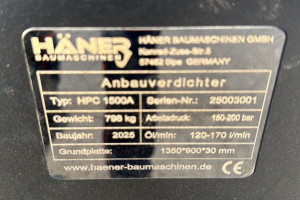 HÄNER
BAUMASCHINEN
HÄNER BAUMASCHINEN GMBH
Konrad-Zuse-Str.5
57462 Olpe GERMANY
Anbauverdichter
Typ: HPC 1500A Serien-Nr.: 25003001
Gewicht: 798 kg Arbeitsdruck: 150-200 bar
Baujahr: 2025 Öl/min: 120-170 l/min
Grundplatte: 1350*900*30 mm
www.haener-baumaschinen.de CE